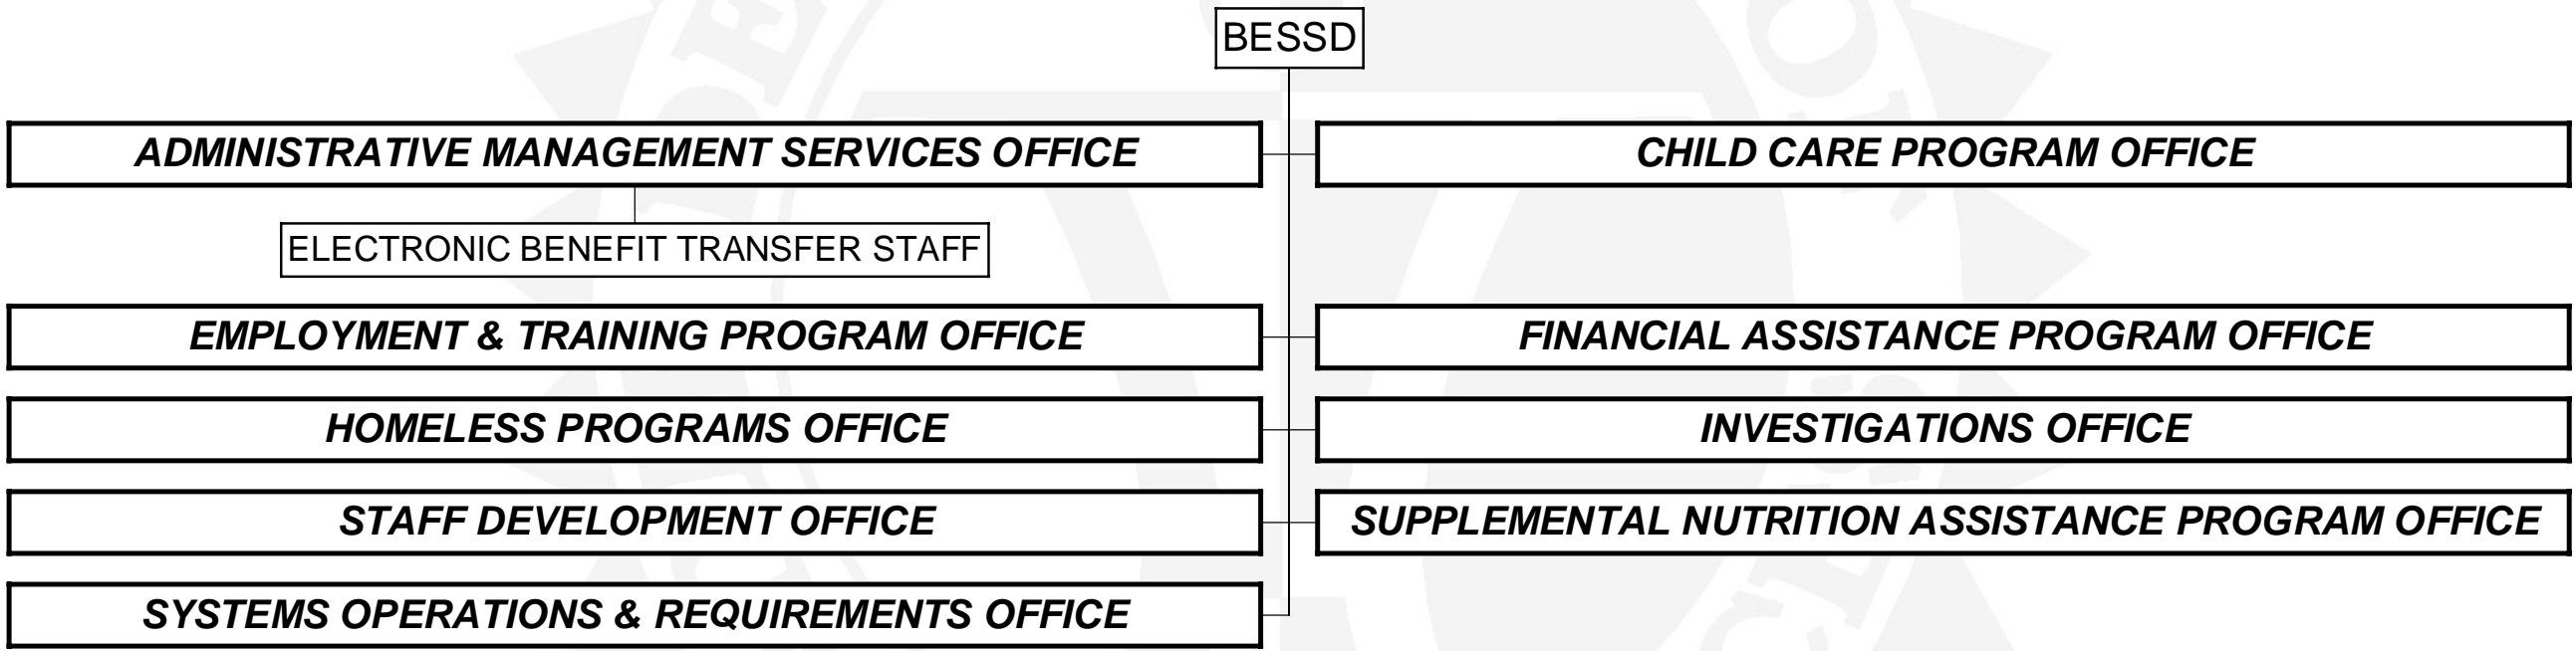 BESSD
ADMINISTRATIVE MANAGEMENT SERVICES OFFICE
CHILD CARE PROGRAM OFFICE
ELECTRONIC BENEFIT TRANSFER STAFF
EMPLOYMENT & TRAINING PROGRAM OFFICE
FINANCIAL ASSISTANCE PROGRAM OFFICE
HOMELESS PROGRAMS OFFICE
INVESTIGATIONS OFFICE
STAFF DEVELOPMENT OFFICE
SUPPLEMENTAL NUTRITION ASSISTANCE PROGRAM OFFICE
SYSTEMS OPERATIONS & REQUIREMENTS OFFICE